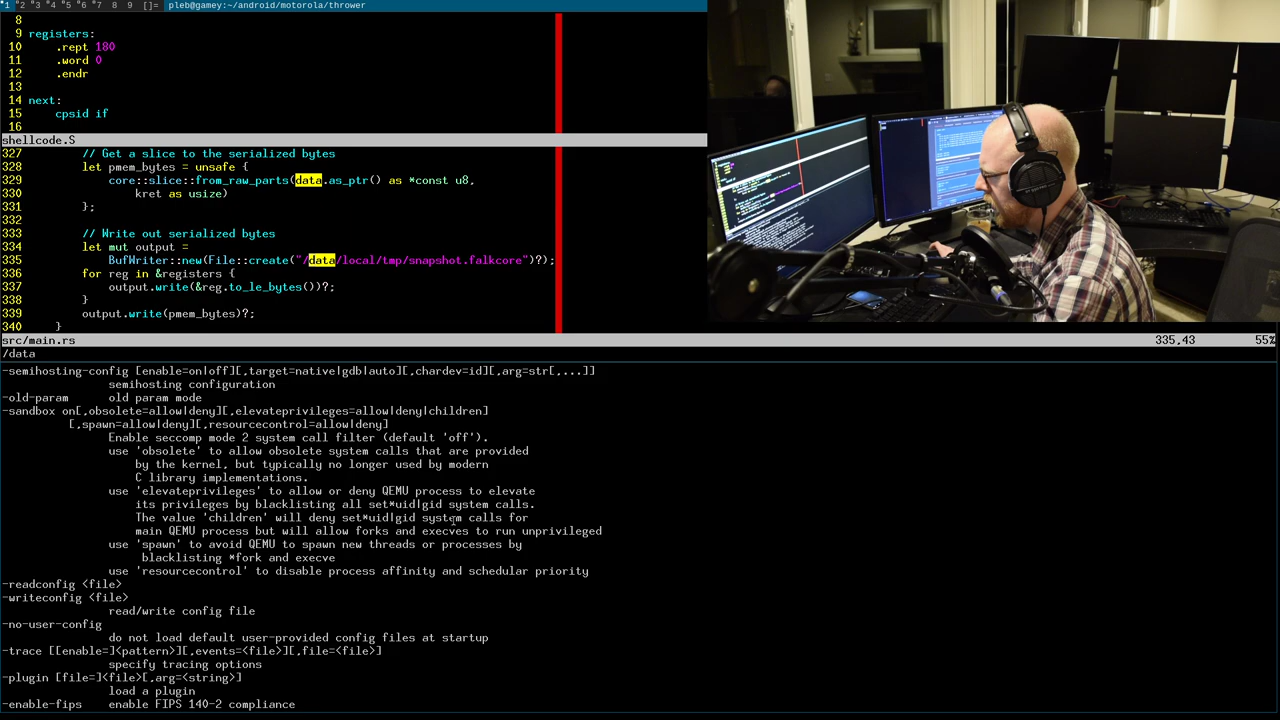 1 2 3 4 5 6 7 8 9 []= pleb@gamey:~/android/motorola/thrower
8
9 registers:
10 .rept 180
11 .word 0
12 .endr
13
14 next:
15 cpsid if
16
shellcode.S
327 // Get a slice to the serialized bytes
328 let pmem_bytes = unsafe {
329 core::slice::from_raw_parts(data.as_ptr() as *const u8,
330 kret as usize)
331 };
332
333 // Write out serialized bytes
334 let mut output =
335 BufWriter::new(File::create("/data/local/tmp/snapshot.falkcore")?);
336 for reg in &registers {
337 output.write(&reg.to_le_bytes())?;
338 }
339 output.write(pmem_bytes)?;
340 }
src/main.rs 335,43 55%
/data
-semihosting-config [enable=on|off][,target=native|gdb|auto][,chardev=id][,arg=str[,...]]
semihosting configuration
-old-param old param mode
-sandbox on[,obsolete=allow|deny][,elevateprivileges=allow|deny|children]
[,spawn=allow|deny][,resourcecontrol=allow|deny]
Enable seccomp mode 2 system call filter (default 'off').
use 'obsolete' to allow obsolete system calls that are provided
by the kernel, but typically no longer used by modern
C library implementations.
use 'elevateprivileges' to allow or deny QEMU process to elevate
its privileges by blacklisting all set*uid|gid system calls.
The value 'children' will deny set*uid|gid system calls for
main QEMU process but will allow forks and execves to run unprivileged
use 'spawn' to avoid QEMU to spawn new threads or processes by
blacklisting *fork and execve
use 'resourcecontrol' to disable process affinity and schedular priority
-readconfig <file>
-writeconfig <file>
read/write config file
-no-user-config
do not load default user-provided config files at startup
-trace [[enable=]<pattern>][,events=<file>][,file=<file>]
specify tracing options
-plugin [file=]<file>[,arg=<string>]
load a plugin
-enable-fips enable FIPS 140-2 compliance